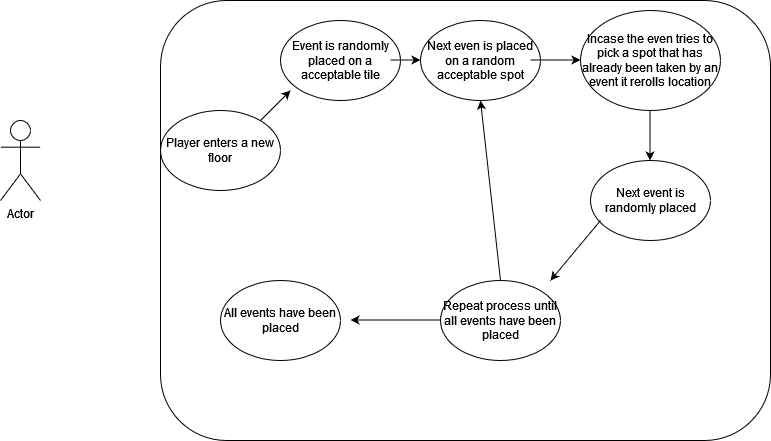 Event is randomly
placed on a
acceptable tile
Next even is placed
on a random
acceptable spot
Incase the even tries to
pick a spot that has
already been taken by an
event it rerolls location
Player enters a new
floor
Next event is
randomly placed
Actor
All events have been
placed
Repeat process until
all events have been
placed